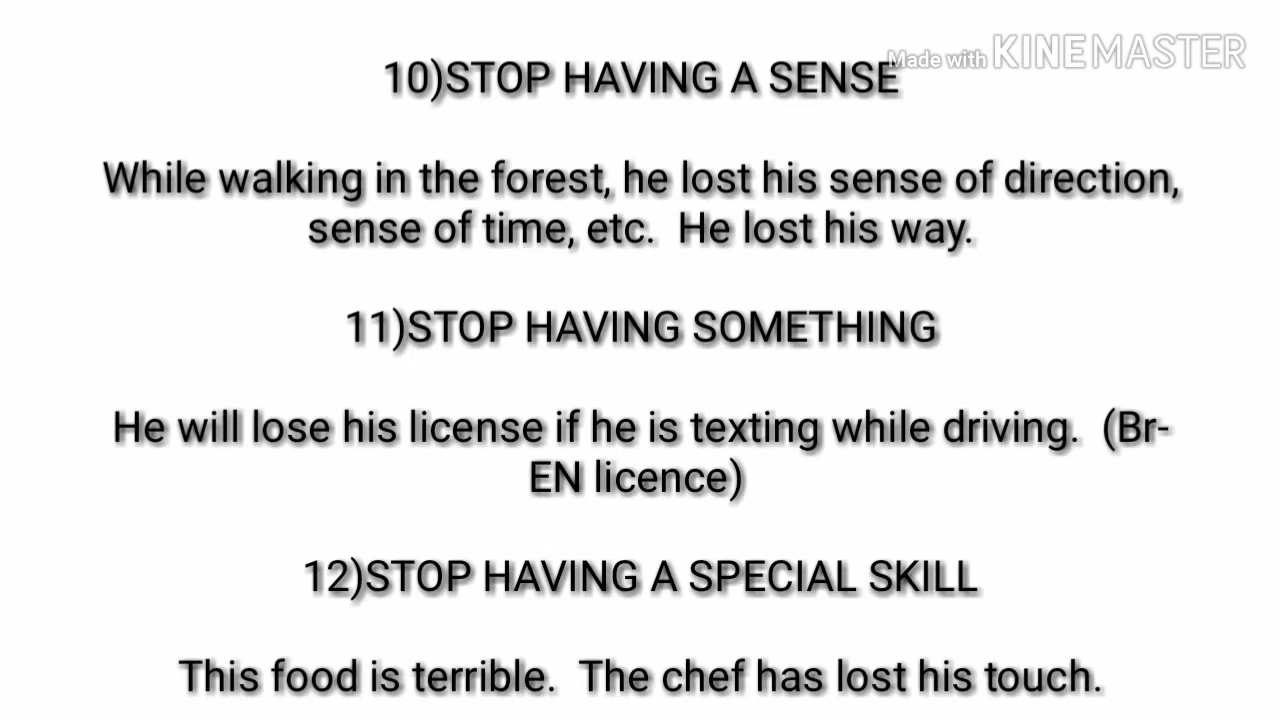 Made with KINEMASTER
10)STOP HAVING A SENSE
While walking in the forest, he lost his sense of direction,
sense of time, etc.  He lost his way.
11)STOP HAVING SOMETHING
He will lose his license if he is texting while driving.  (Br-
EN licence)
12)STOP HAVING A SPECIAL SKILL
This food is terrible.  The chef has lost his touch.